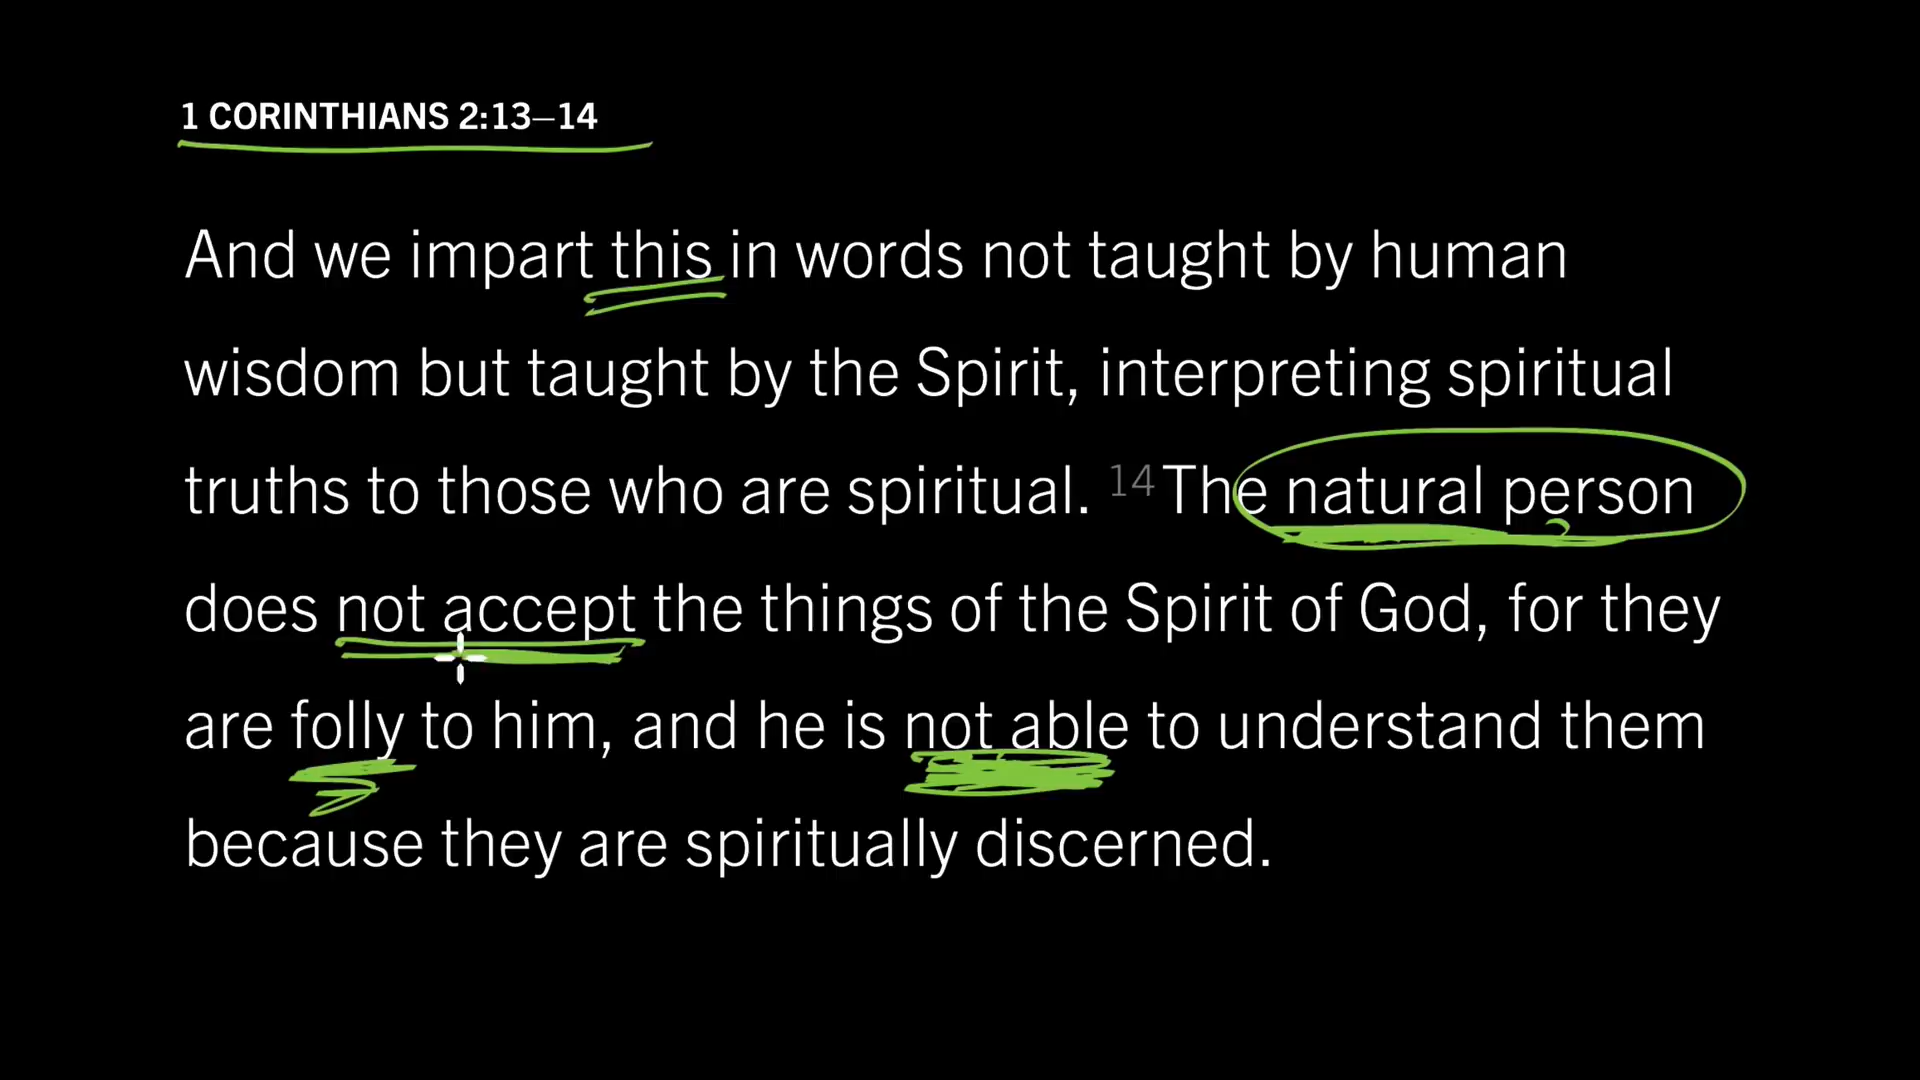 1 CORINTHIANS 2:13–14
And we impart this in words not taught by human
wisdom but taught by the Spirit, interpreting spiritual
truths to those who are spiritual. 14 The natural person
does not accept the things of the Spirit of God, for they
are folly to him, and he is not able to understand them
because they are spiritually discerned.